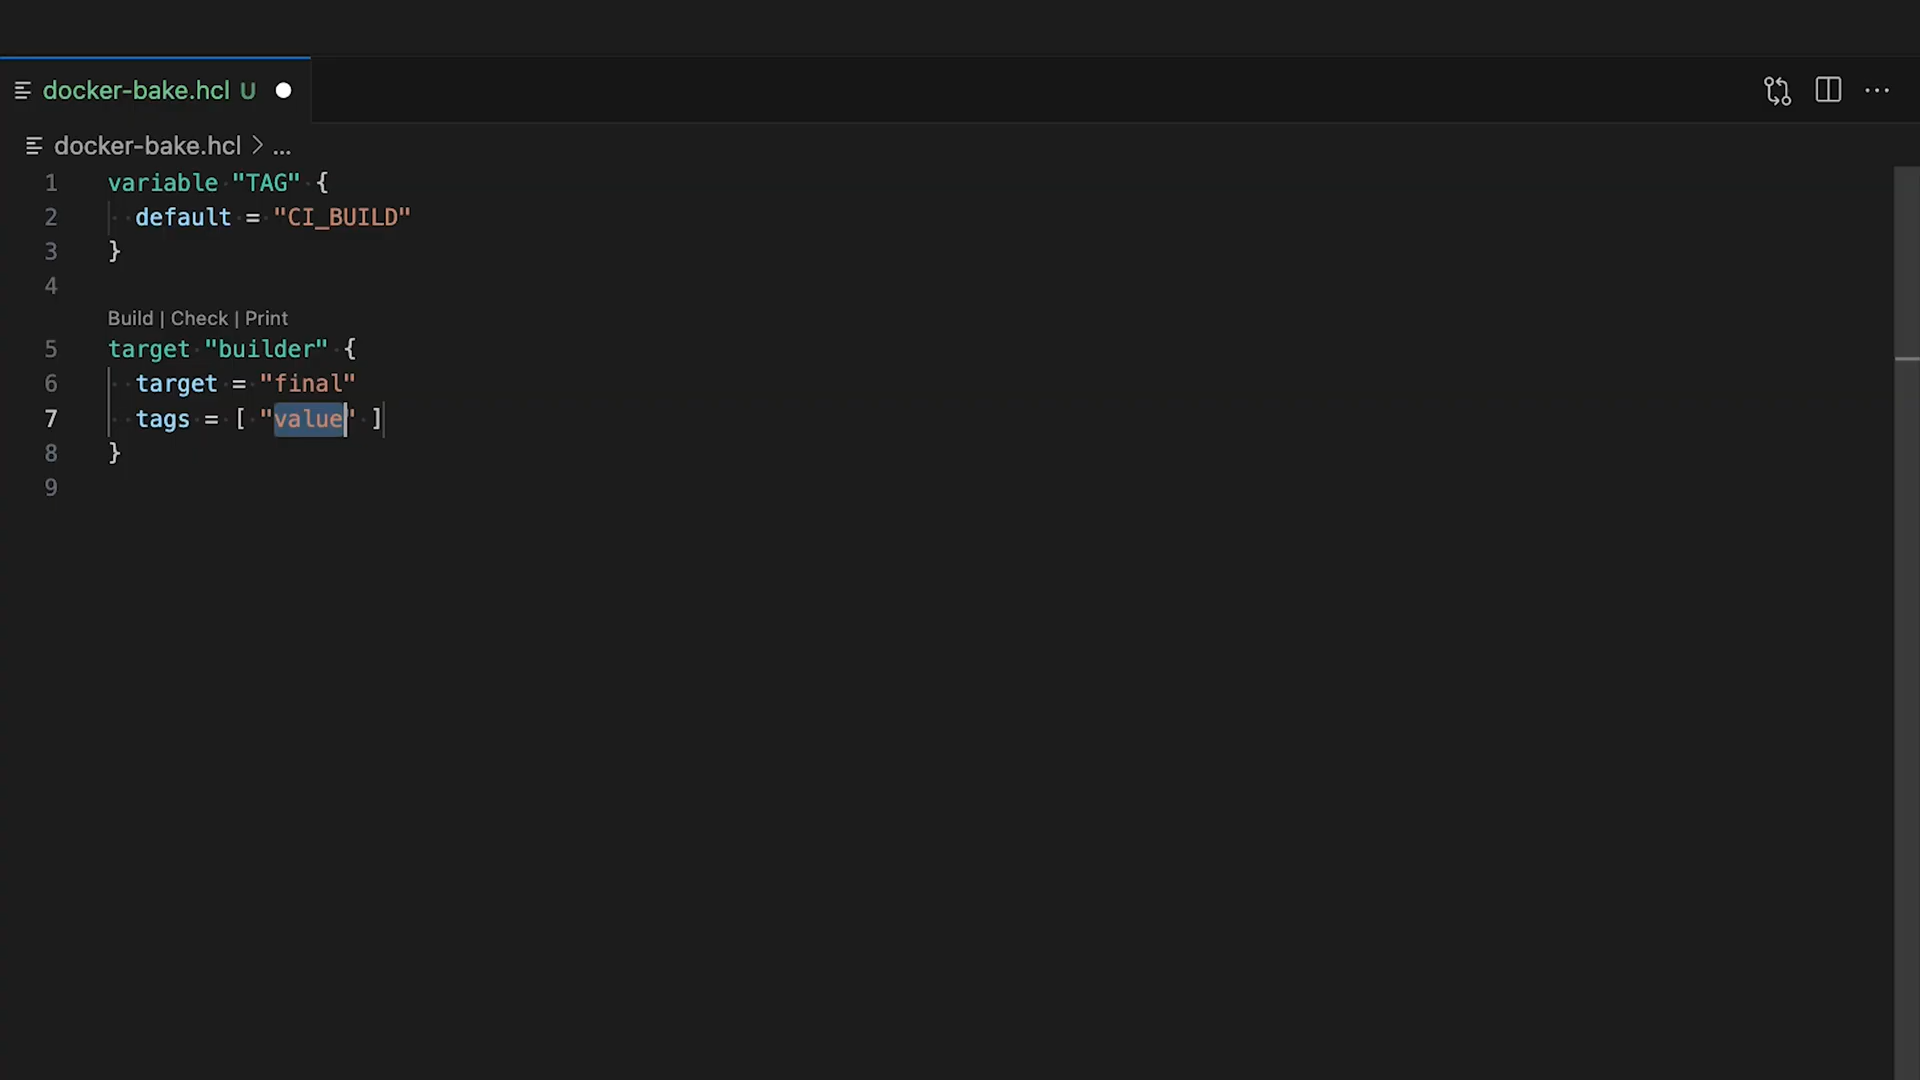 docker-bake.hcl U
docker-bake.hcl > ...
1 variable "TAG" {
2 default = "CI_BUILD"
3 }
4
Build | Check | Print
5 target "builder" {
6 target = "final"
7 tags = [ "value" ]
8 }
9